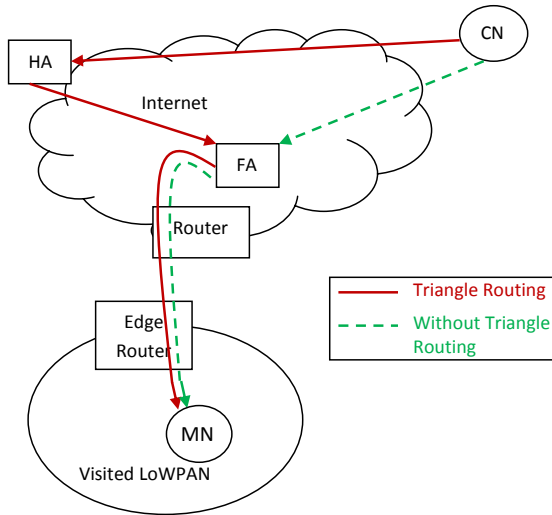 CN
HA
Internet
FA
Router
Triangle Routing
Without Triangle
Routing
Edge
Router
MN
Visited LoWPAN